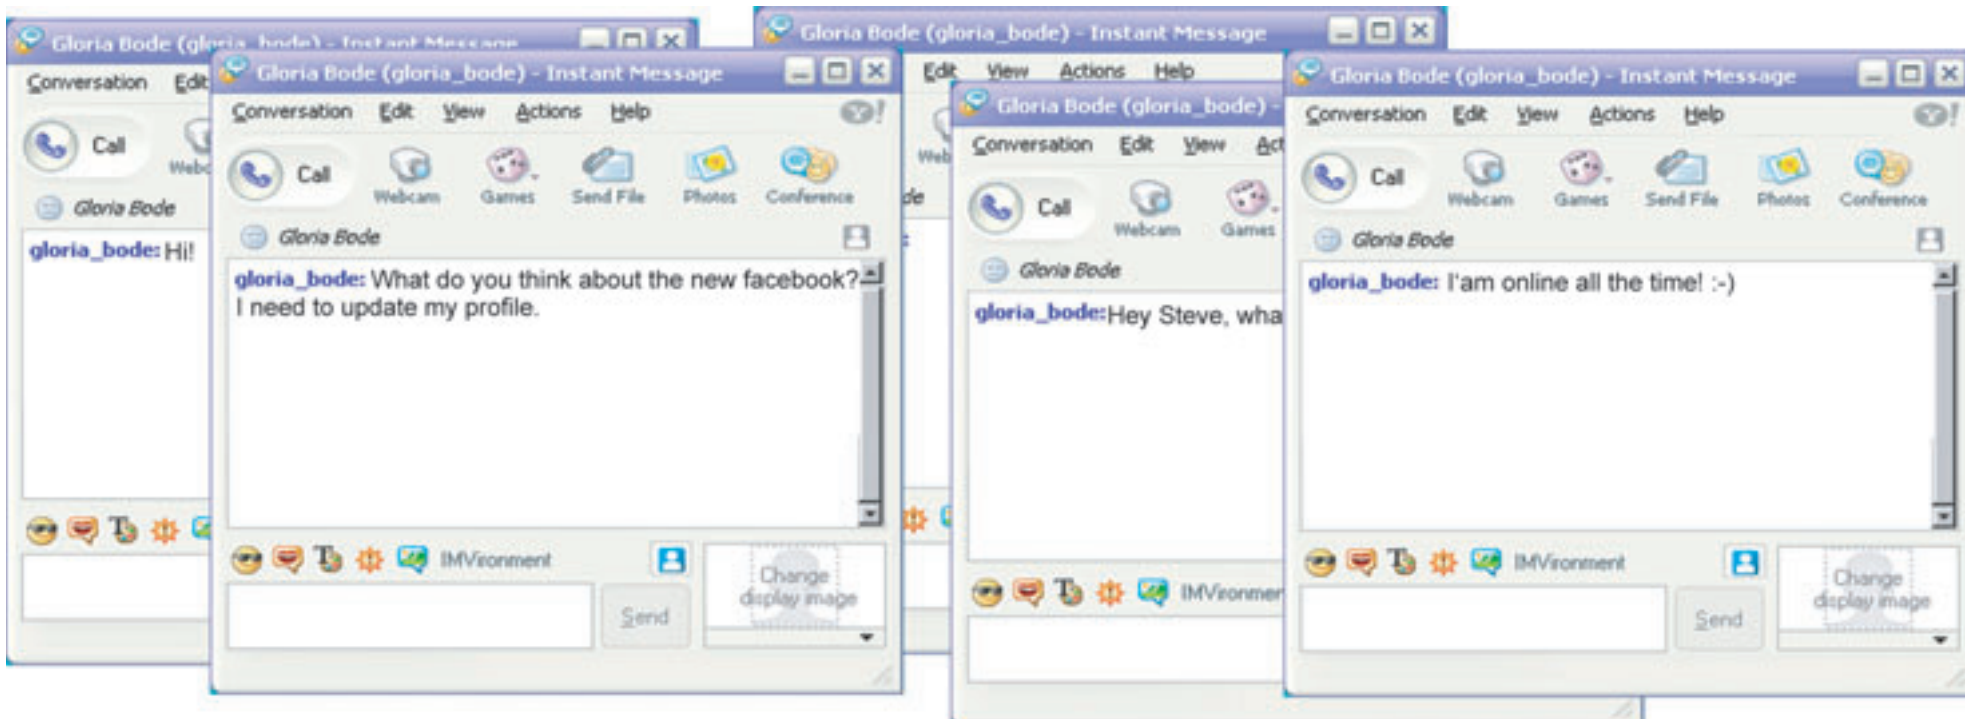 Gloria Bode (gloria_bode) - Instant Message
Conversation Edit
Call
Gloria Bode
gloria_bode: Hi!
Gloria Bode (gloria_bode) - Instant Message
Conversation Edit View Actions Help
Call
Webcam Games Send File Photos Conference
Gloria Bode
gloria_bode: What do you think about the new facebook?
I need to update my profile.
IMVironment
Send
Change
display image
Gloria Bode (gloria_bode) - Instant Message
Edit View Actions Help
Gloria Bode (gloria_bode) -
Conversation Edit View
Call
Webcam Games
Gloria Bode
gloria_bode: Hey Steve,
Gloria Bode (gloria_bode) - Instant Message
Conversation Edit View Actions Help
Call
Webcam Games Send File Photos Conference
Gloria Bode
gloria_bode: I'am online all the time! :-)
IMVironment
Send
Change
display image